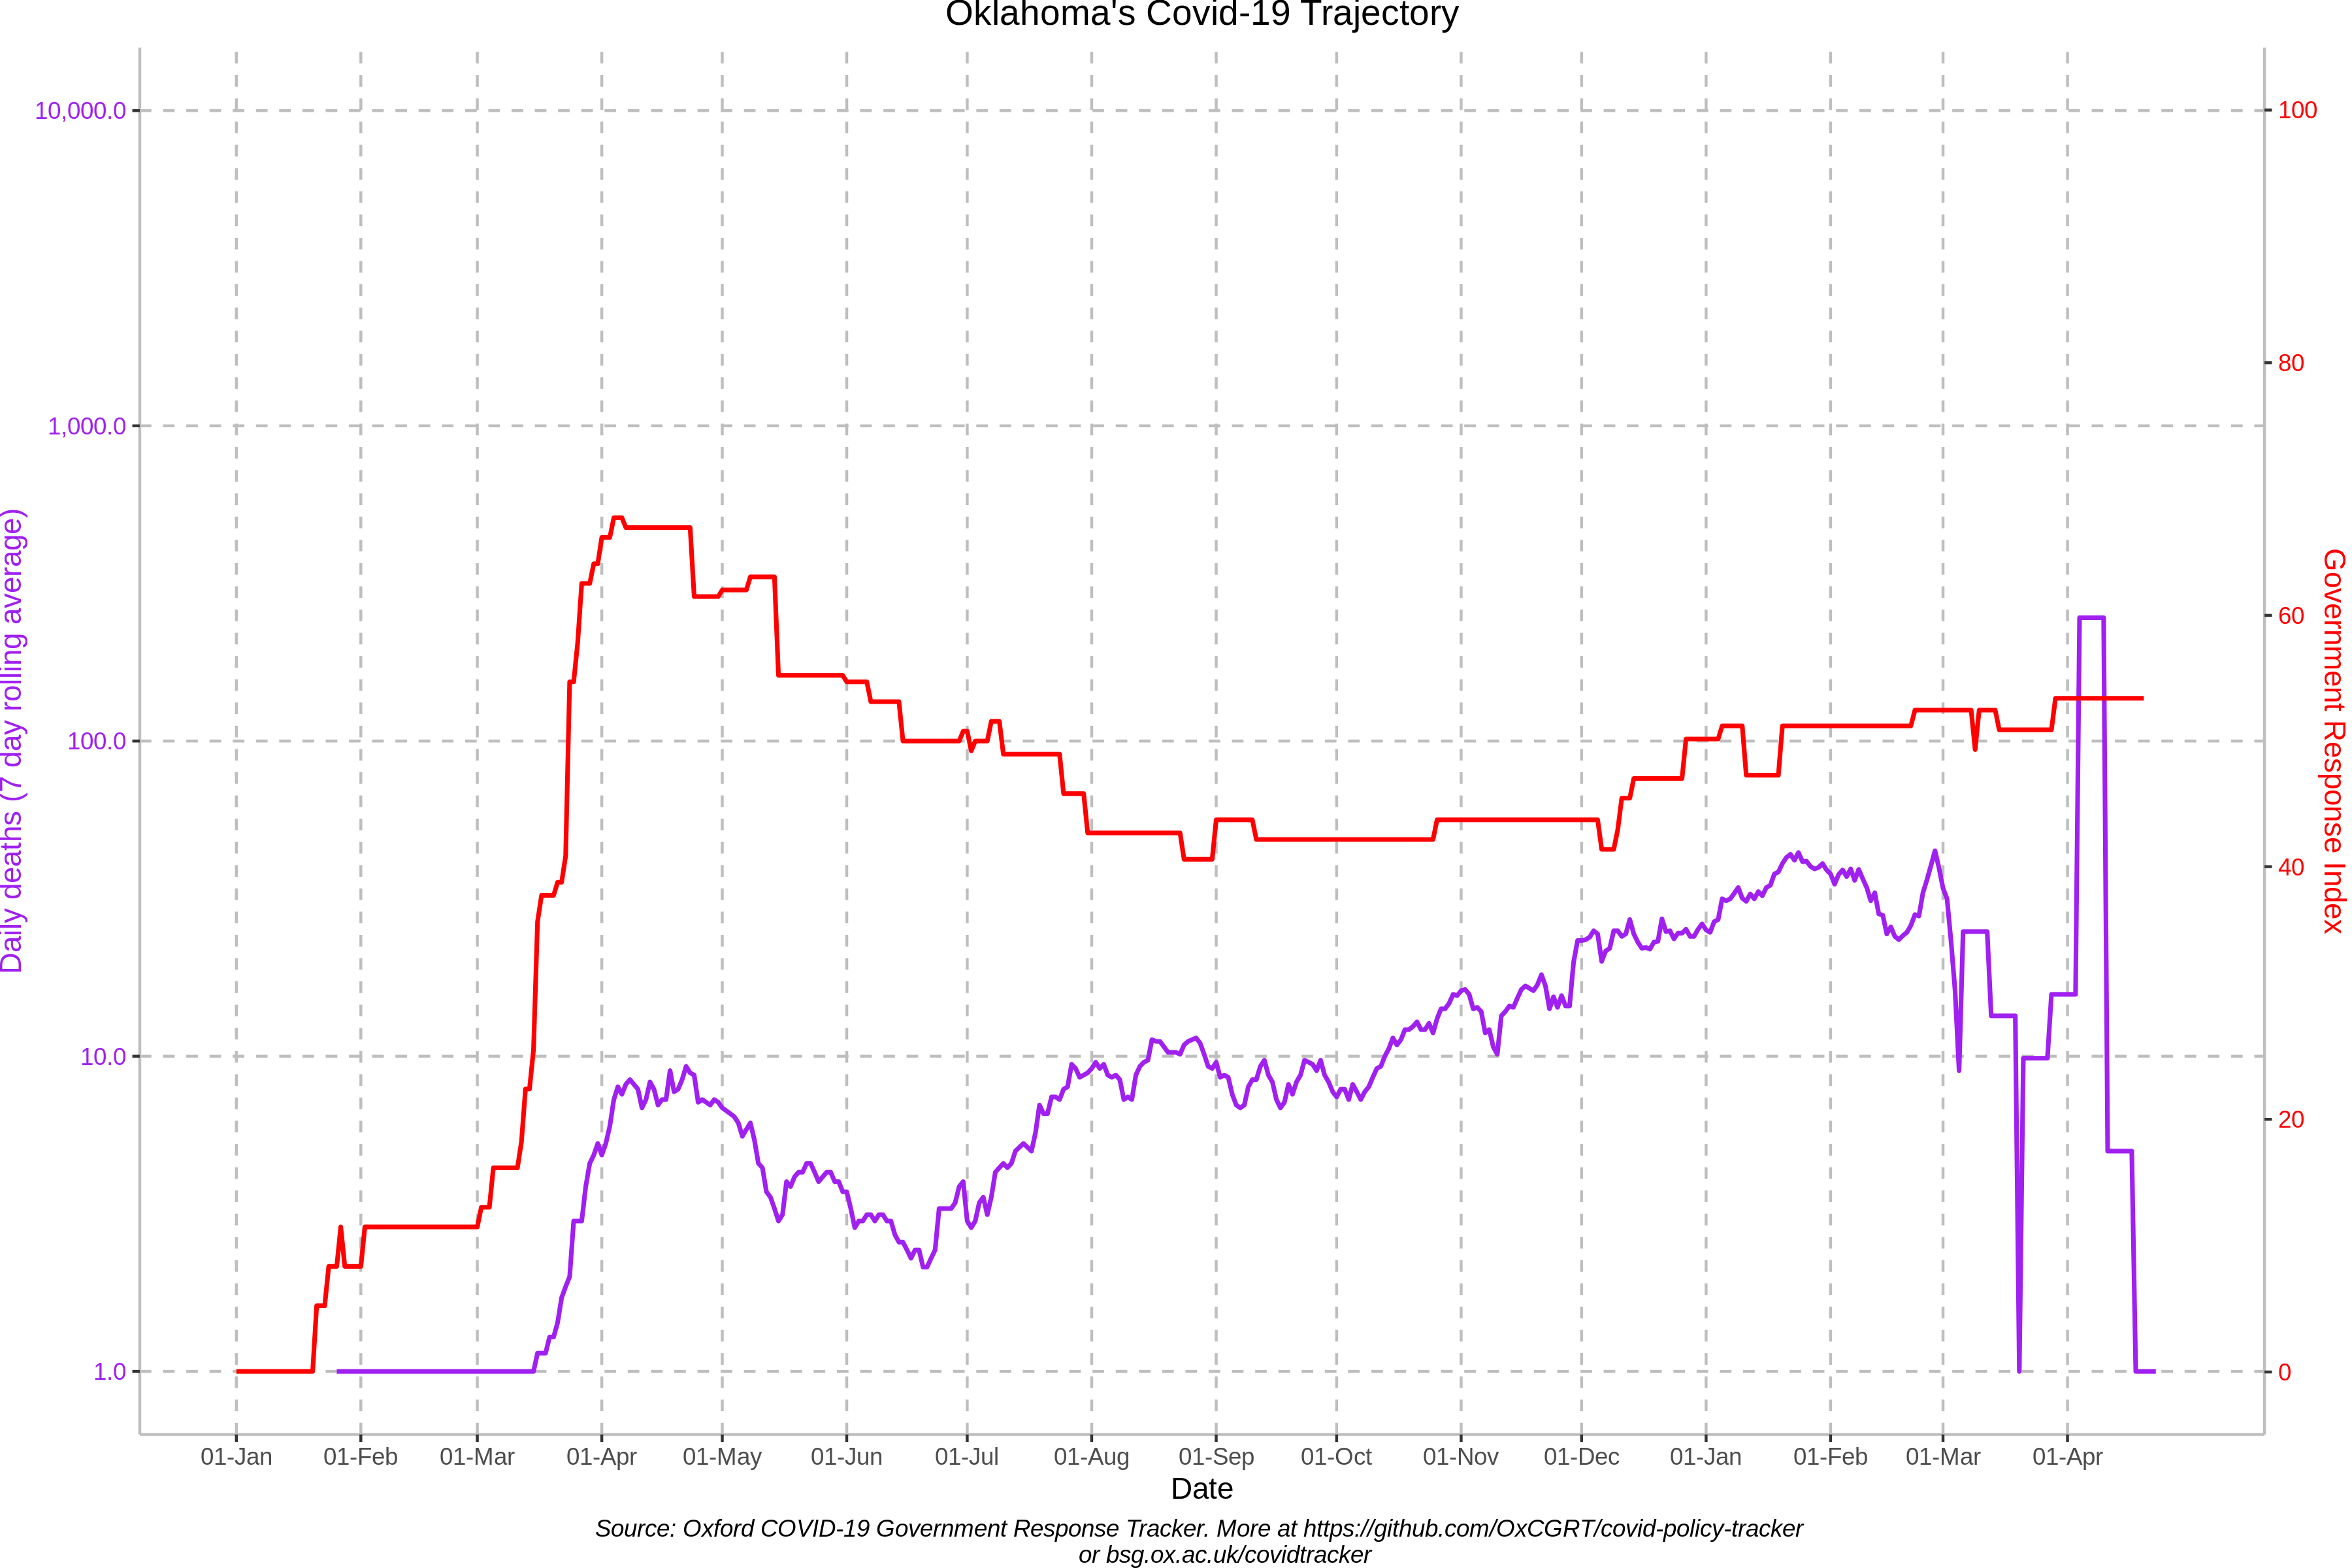 Oklahoma's Covid-19 Trajectory
10,000.0
1,000.0
100.0
10.0
1.0
Daily deaths (7 day rolling average)
100
80
60
40
20
0
Government Response Index
01-Jan 01-Feb 01-Mar 01-Apr 01-May 01-Jun 01-Jul 01-Aug 01-Sep 01-Oct 01-Nov 01-Dec 01-Jan 01-Feb 01-Mar 01-Apr
Date
Source: Oxford COVID-19 Government Response Tracker. More at https://github.com/OxCGRT/covid-policy-tracker
or bsg.ox.ac.uk/covidtracker